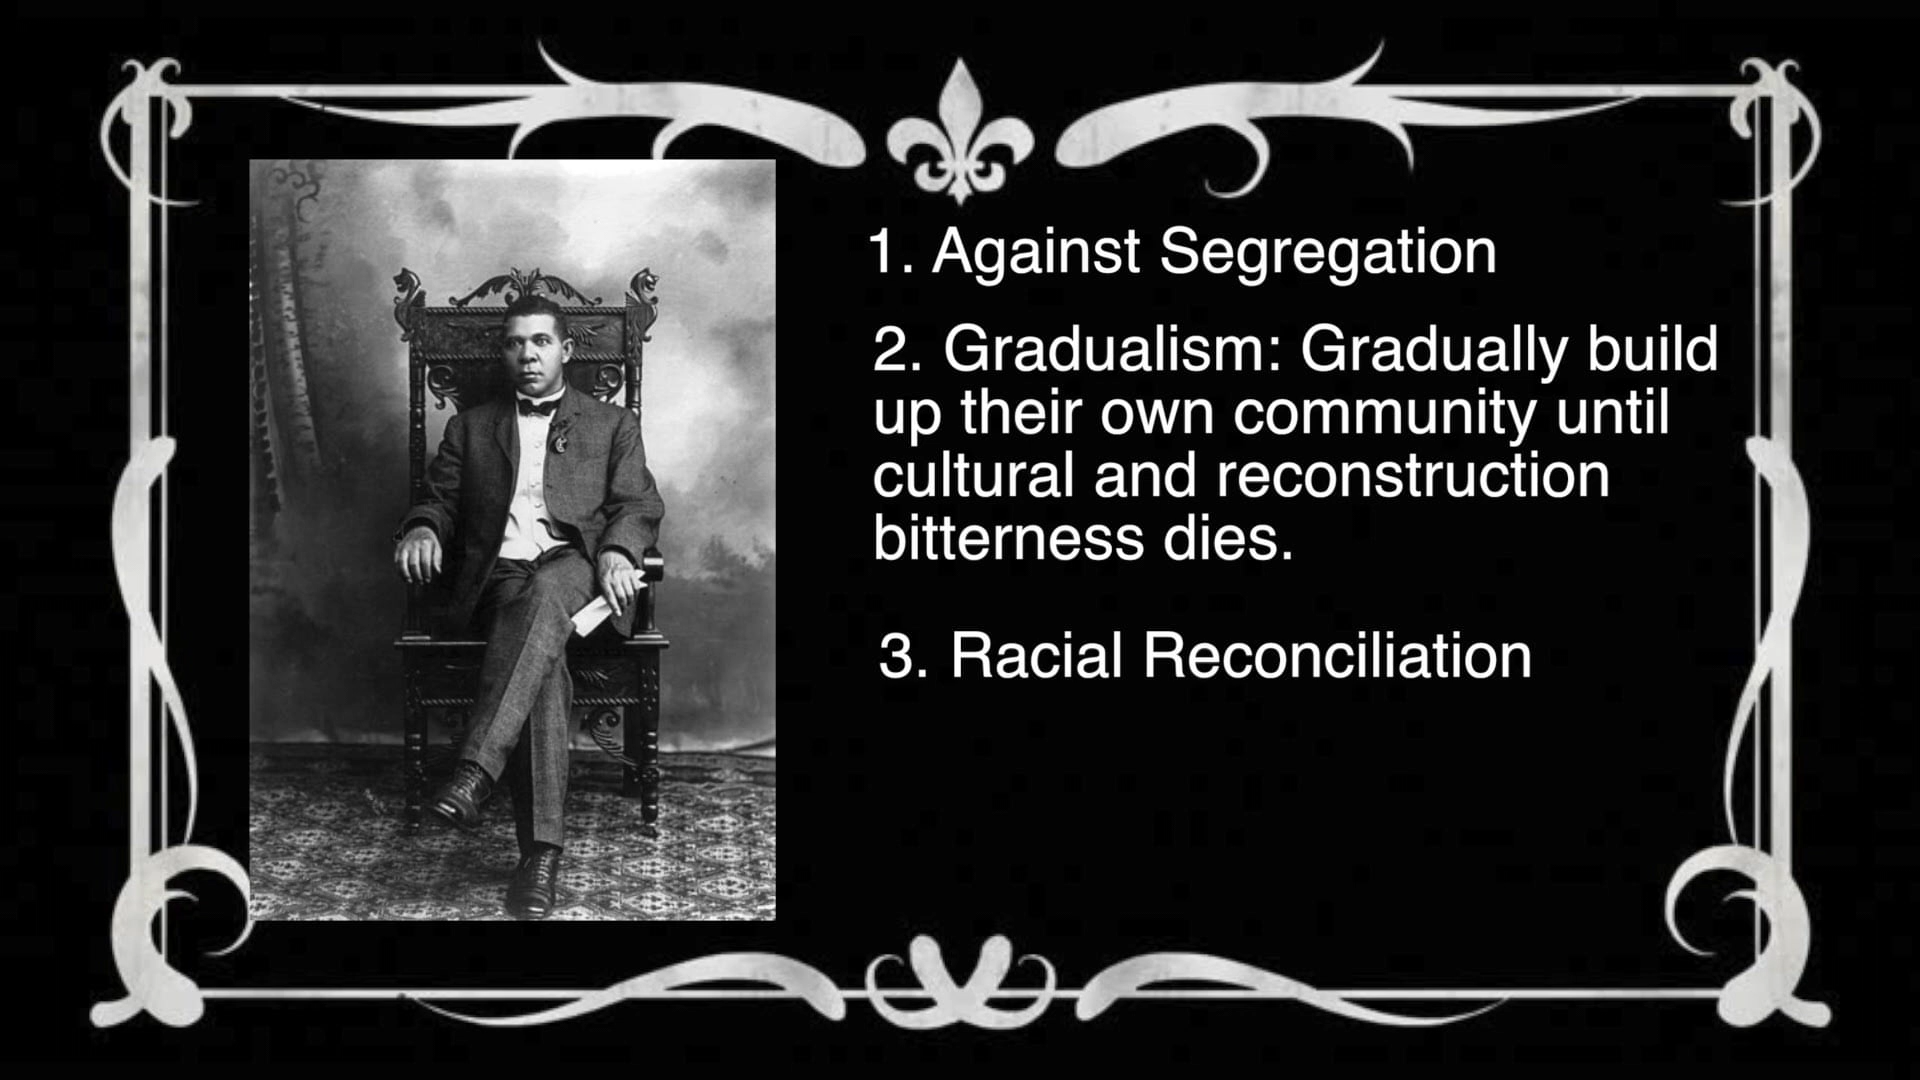 1. Against Segregation
2. Gradualism: Gradually build
up their own community until
cultural and reconstruction
bitterness dies.
3. Racial Reconciliation